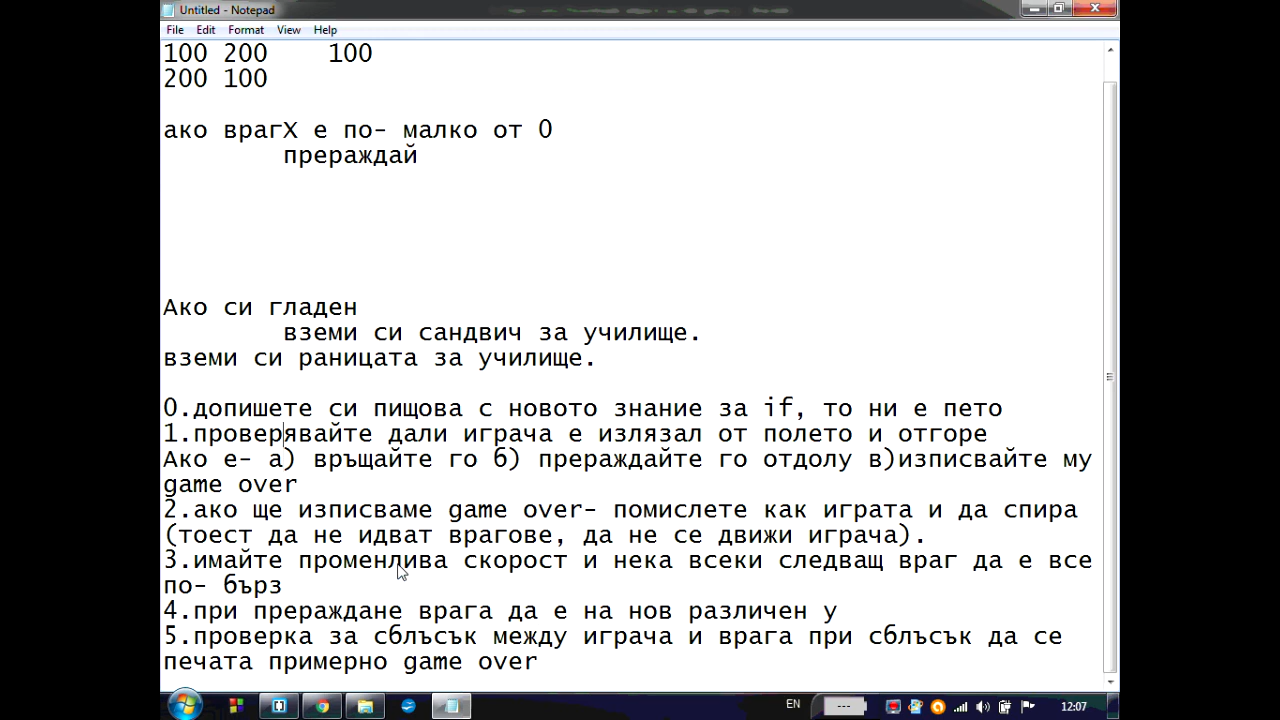 Untitled - Notepad
File Edit Format View Help
100 200 100
200 100
ако врагX е по- малко от 0
прераждай
Ако си гладен
вземи си сандвич за училище.
вземи си раницата за училище.
0.допишете си пищова с новото знание за if, то ни е пето
1.проверявайте дали играча е излязал от полето и отгоре
Ако е- а) връщайте го б) прераждайте го отдолу в)изписвайте му
game over
2.ако ще изписваме game over- помислете как играта и да спира
(тоест да не идват врагове, да не се движи играча).
3.имайте променлива скорост и нека всеки следващ враг да е все
по- бърз
4.при прераждане врага да е на нов различен y
5.проверка за сблъсък между играча и врага при сблъсък да се
печата примерно game over
EN --- 12:07